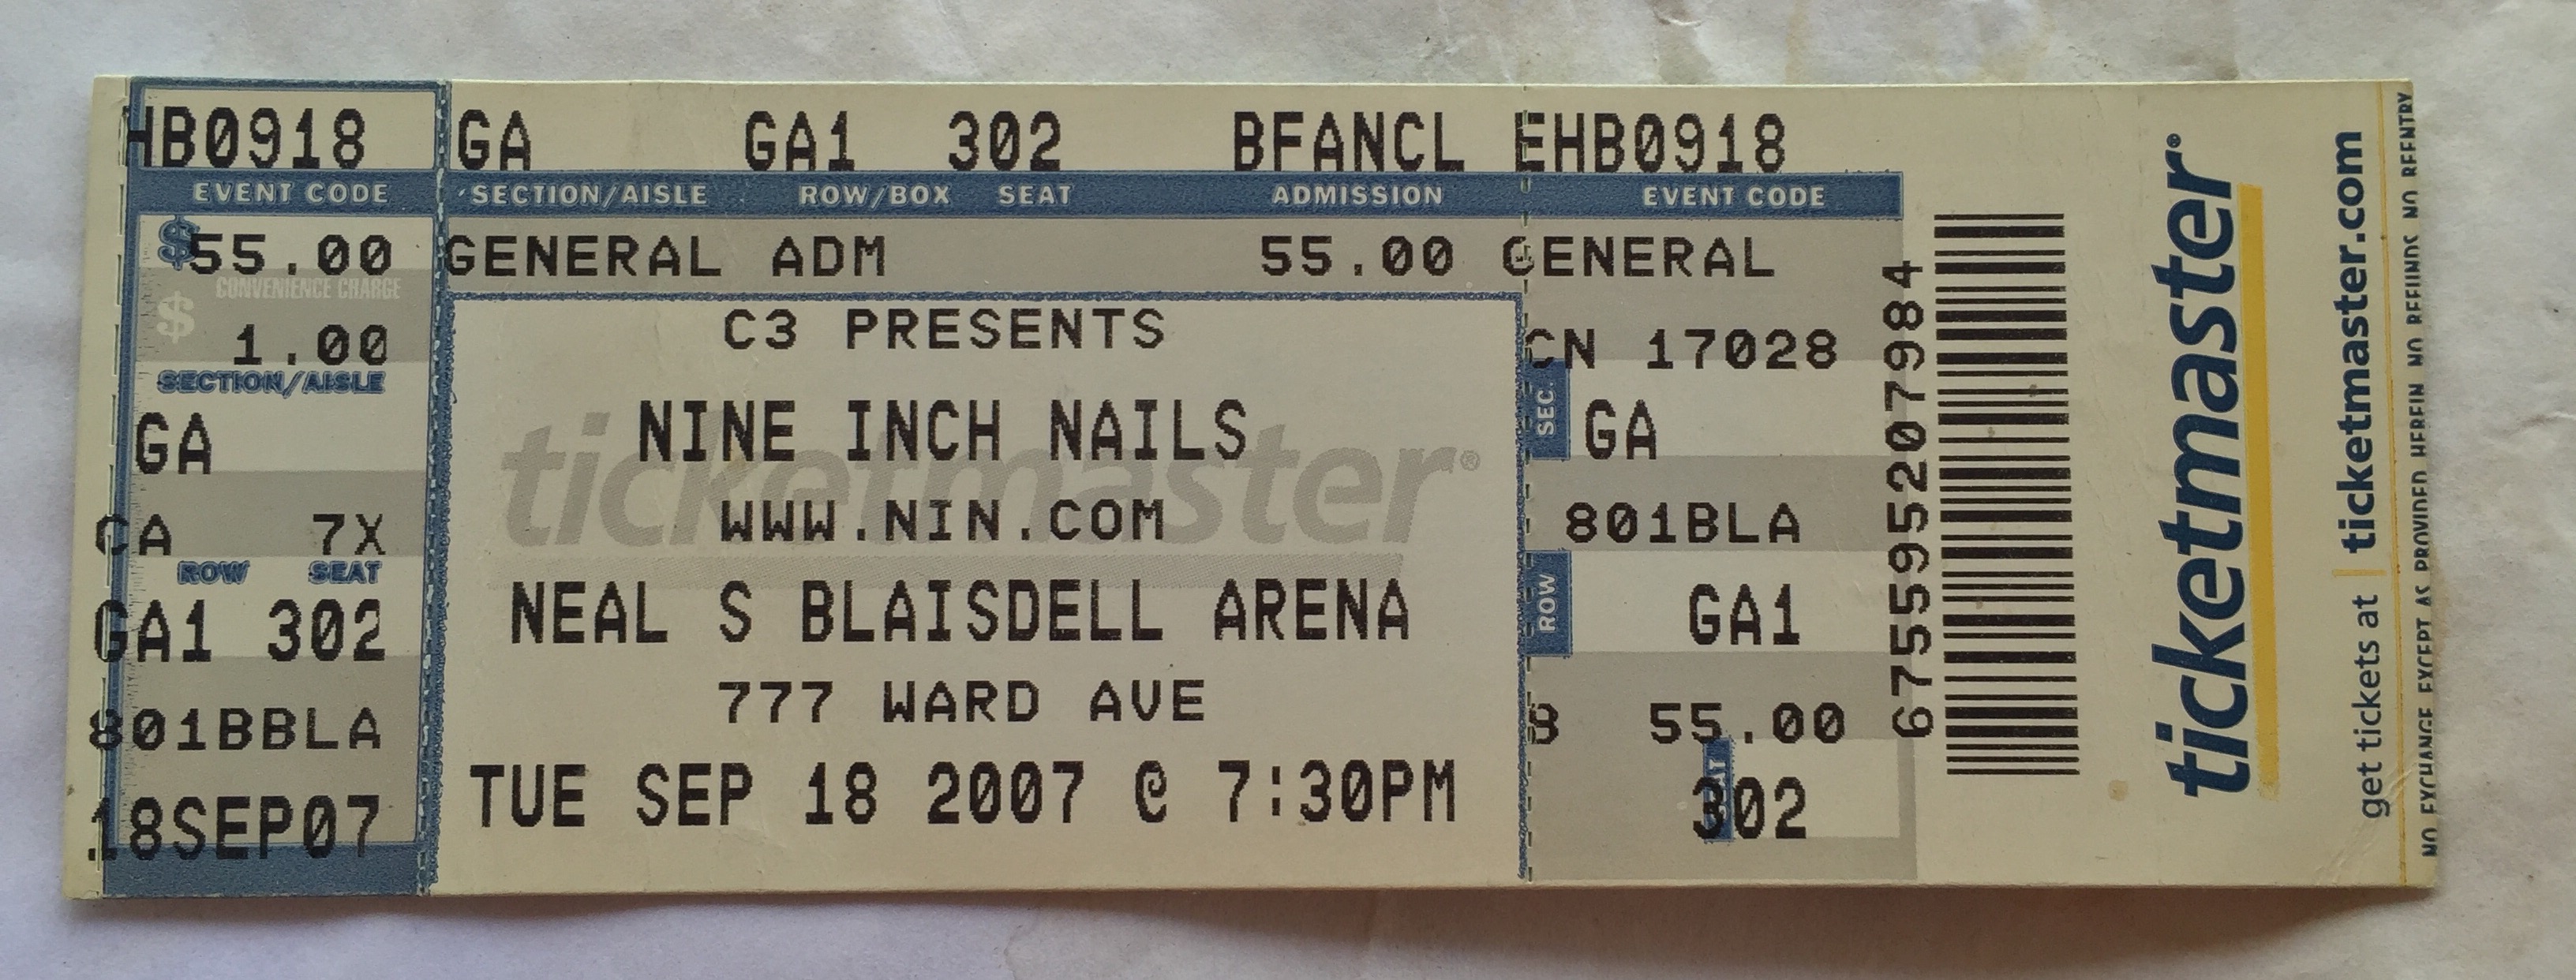 HB0918
EVENT CODE
$55.00
CONVENIENCE CHARGE
$ 1.00
SECTION/AISLE
GA
CA 7X
ROW SEAT
GA1 302
801BBLA
18SEP07
GA GA1 302 BFANCL EHB0918
SECTION/AISLE ROW/BOX SEAT ADMISSION EVENT CODE
GENERAL ADM 55.00
C3 PRESENTS
NINE INCH NAILS
WWW.NIN.COM
NEAL S BLAISDELL ARENA
777 WARD AVE
TUE SEP 18 2007 @ 7:30PM
ticketmaster®
GENERAL
CN 17028
SEC. GA
801BLA
ROW GA1
B 55.00
302
675595207984
ticketmaster®
get tickets at | ticketmaster.com
NO EXCHANGE EXCEPT AS PROVIDED HEREIN NO REFUNDS NO REENTRY